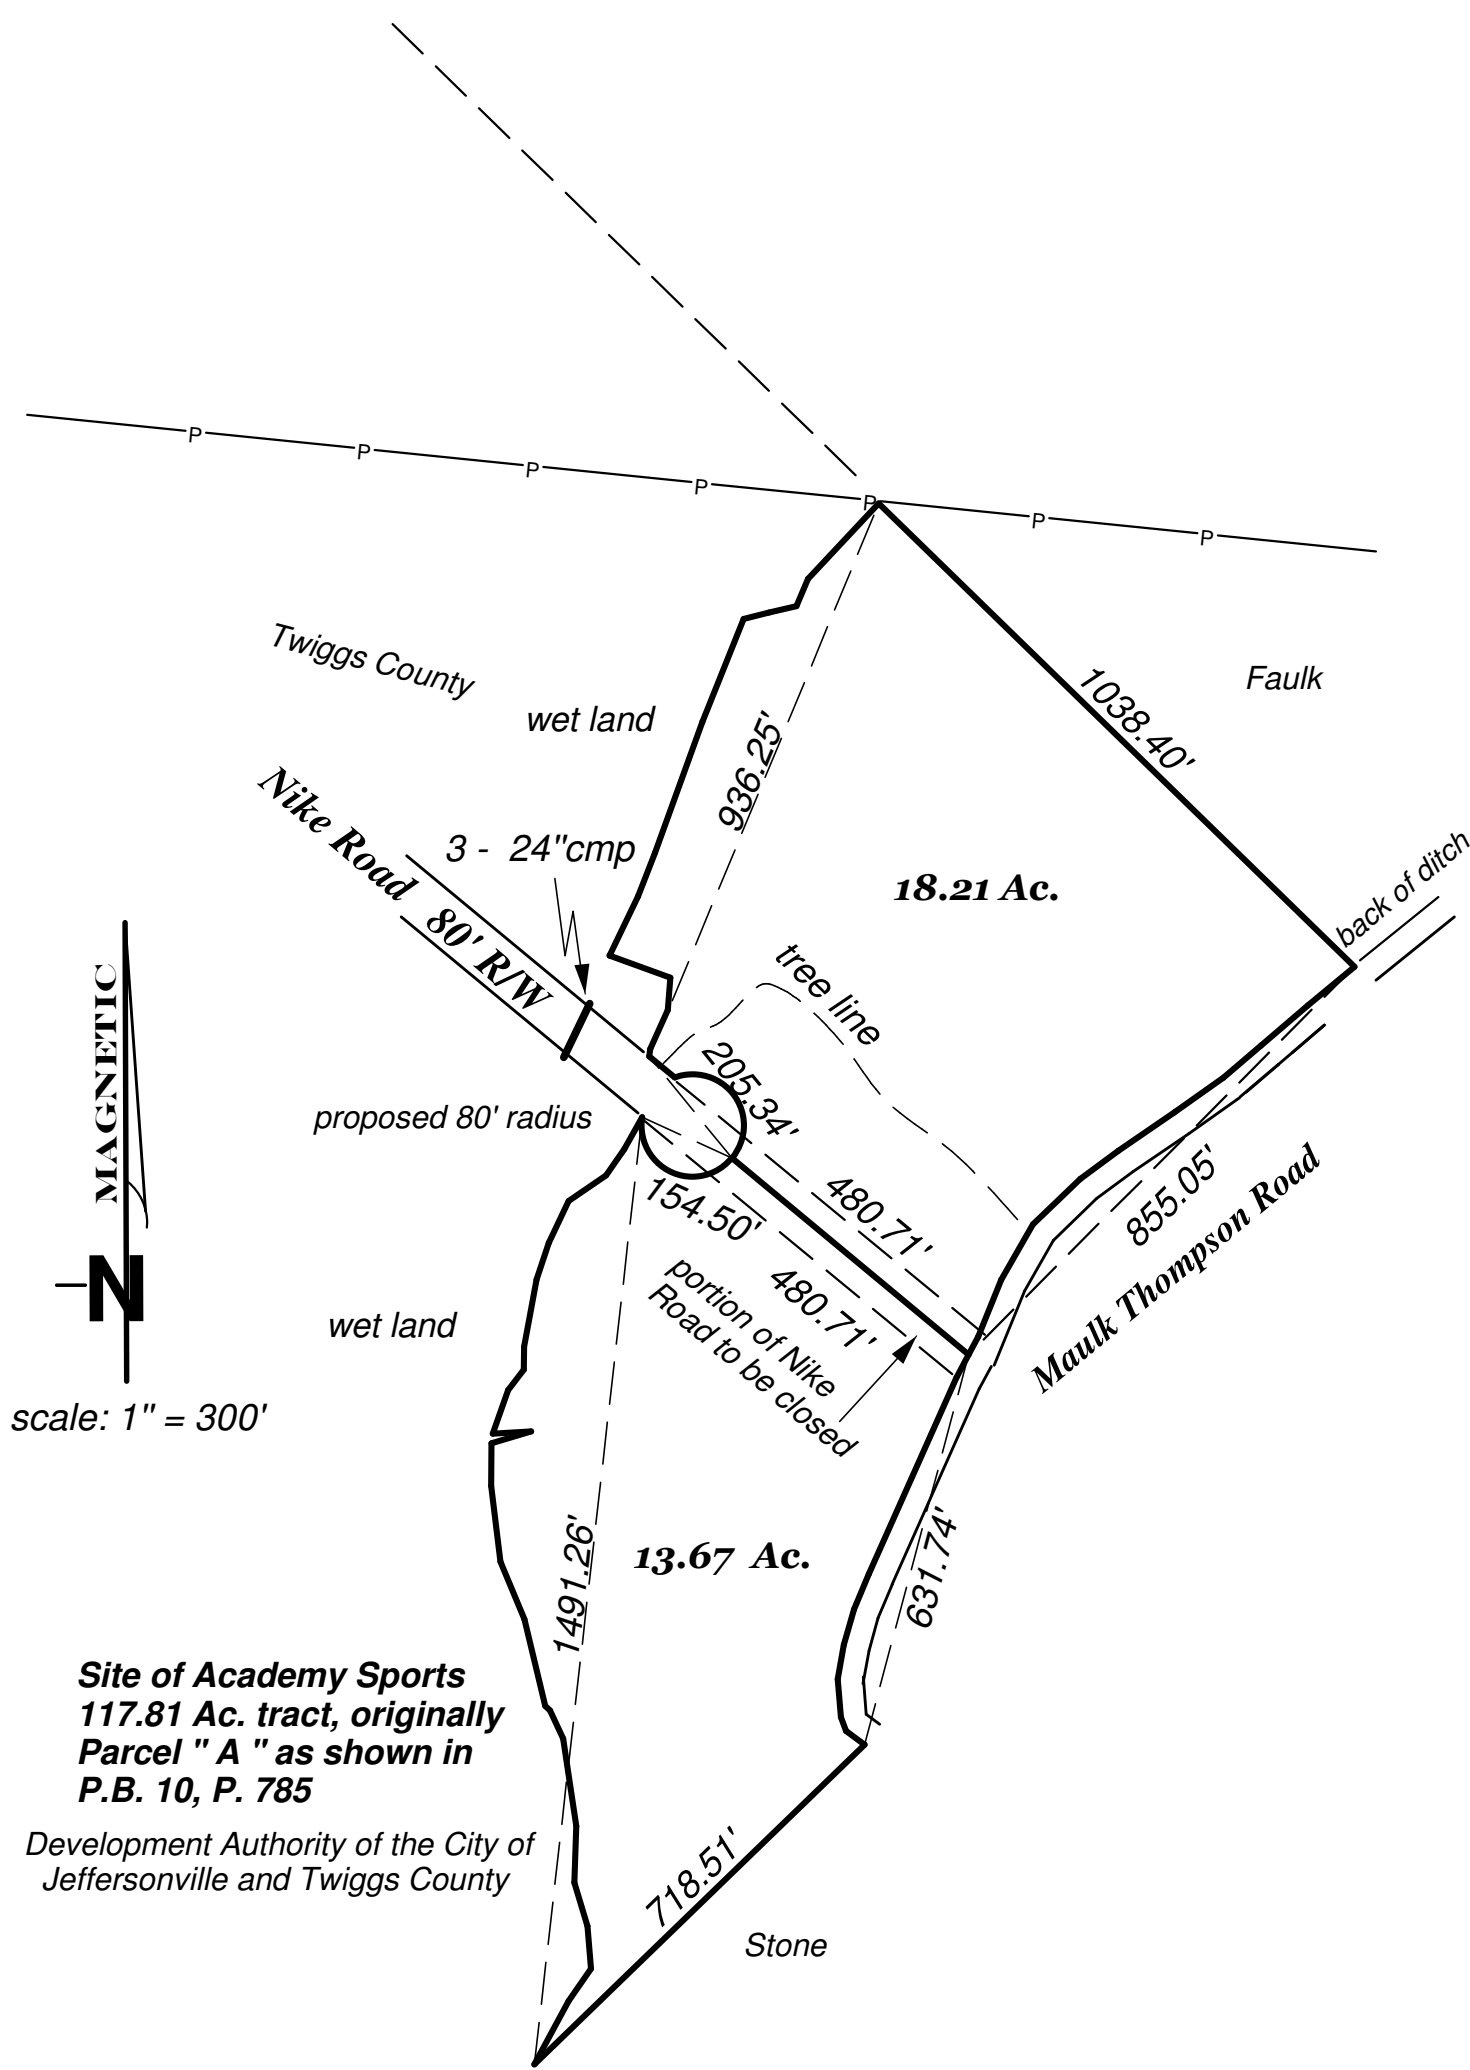 P
P
P
P
P
P
P
Twiggs County
wet land
Faulk
1038.40'
936.25'
Nike Road 80' R/W
3 - 24"cmp
18.21 Ac.
back of ditch
tree line
MAGNETIC
N
scale: 1" = 300'
205.34'
proposed 80' radius
154.50'
480.71'
480.71'
855.05'
Maulk Thompson Road
portion of Nike
Road to be closed
wet land
631.74'
13.67 Ac.
1491.26'
Site of Academy Sports
117.81 Ac. tract, originally
Parcel " A " as shown in
P.B. 10, P. 785
Development Authority of the City of
Jeffersonville and Twiggs County
718.51'
Stone